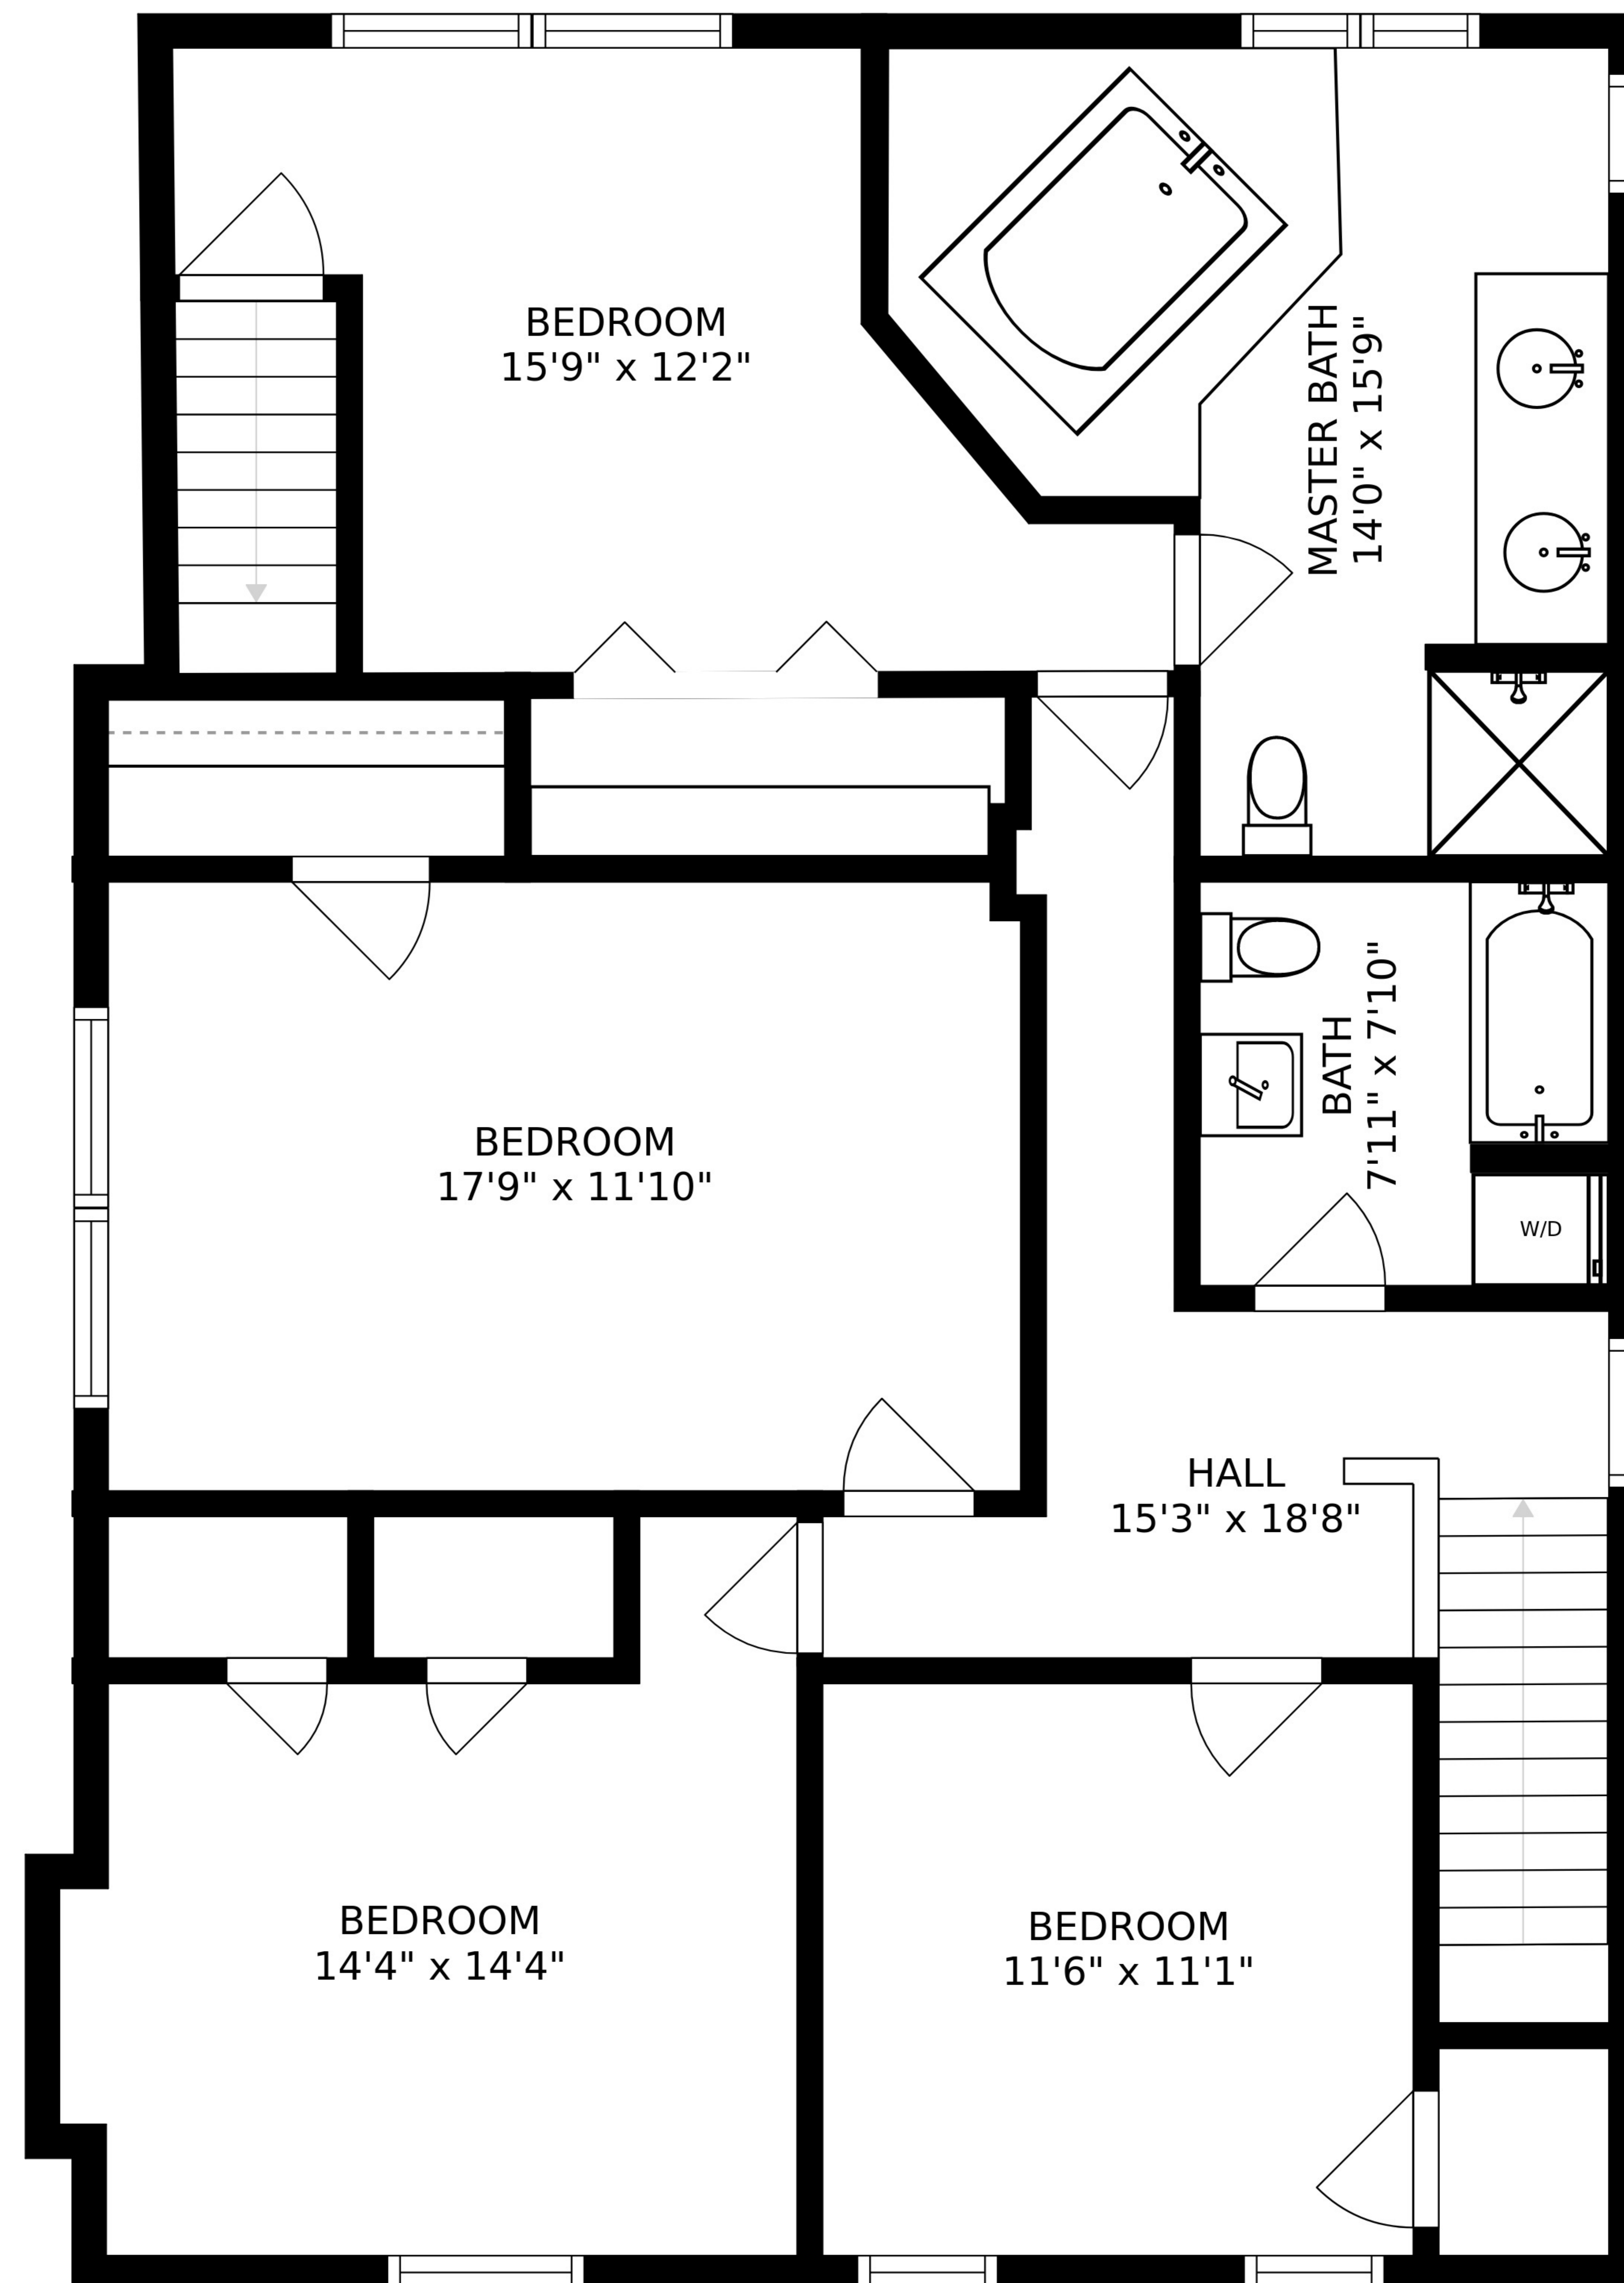 BEDROOM
15'9" x 12'2"
MASTER BATH
14'0" x 15'9"
BEDROOM
17'9" x 11'10"
BATH
7'11" x 7'10"
W/D
HALL
15'3" x 18'8"
BEDROOM
14'4" x 14'4"
BEDROOM
11'6" x 11'1"